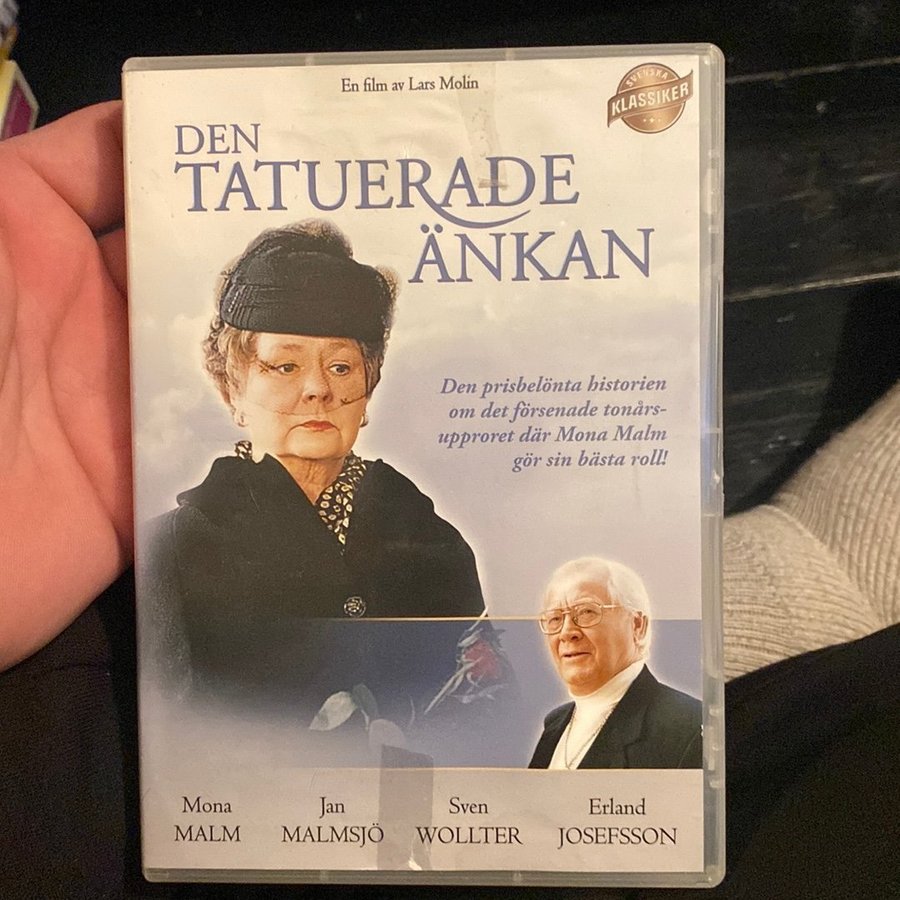 En film av Lars Molin
SVENSKA
KLASSIKER
DEN
TATUERADE
ÄNKAN
Den prisbelönta historien
om det försenade tonårs-
upproret där Mona Malm
gör sin bästa roll!
Mona Jan Sven Erland
MALM MALMSJÖ WOLLTER JOSEFSSON